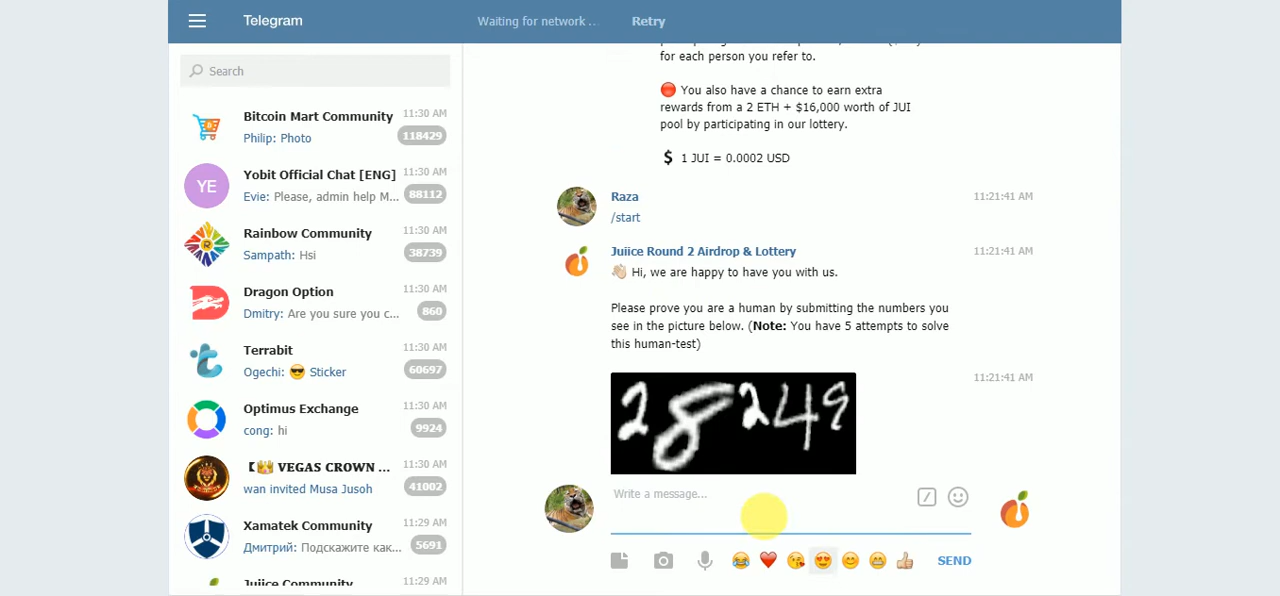 Telegram
Waiting for network ...
Retry
Search
Bitcoin Mart Community 11:30 AM
Philip: Photo 118429
YE
Yobit Official Chat [ENG] 11:30 AM
Evie: Please, admin help M... 88112
Rainbow Community 11:30 AM
Sampath: Hsi 38739
Dragon Option 11:30 AM
Dmitry: Are you sure you c... 860
Terrabit 11:30 AM
Ogechi: 😎 Sticker 60697
Optimus Exchange 11:30 AM
cong: hi 9924
【👑 VEGAS CROWN ... 11:30 AM
wan invited Musa Jusoh 41002
Xamatek Community 11:29 AM
Дмитрий: Подскажите как... 5691
Juiice Community 11:29 AM
for each person you refer to.
🔴 You also have a chance to earn extra
rewards from a 2 ETH + $16,000 worth of JUI
pool by participating in our lottery.
💲 1 JUI = 0.0002 USD
Raza 11:21:41 AM
/start
Juiice Round 2 Airdrop & Lottery 11:21:41 AM
👋🏻 Hi, we are happy to have you with us.
Please prove you are a human by submitting the numbers you
see in the picture below. (Note: You have 5 attempts to solve
this human-test)
11:21:41 AM
28249
Write a message...
SEND